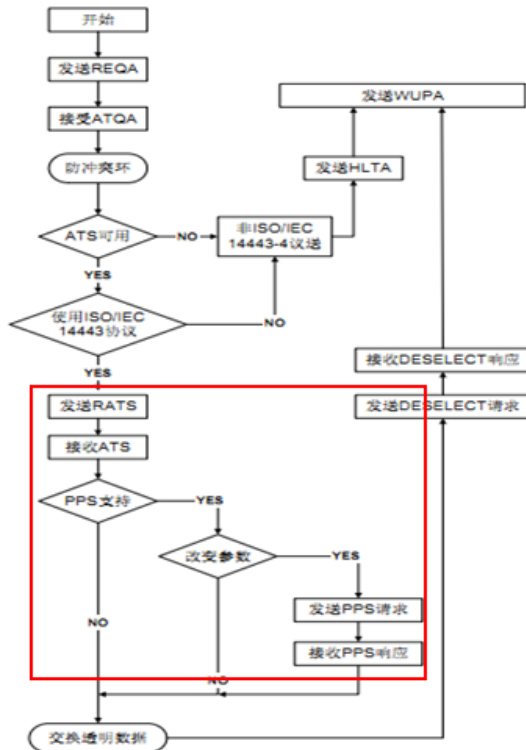 开始
发送REQA
接受ATQA
防冲突环
ATS可用
NO
非ISO/IEC
14443-4议送
发送HLTA
发送WUPA
YES
使用ISO/IEC
14443协议
NO
YES
接收DESELECT响应
发送DESELECT请求
发送RATS
接收ATS
PPS支持
YES
改变参数
YES
发送PPS请求
NO
接收PPS响应
NO
交换透明数据